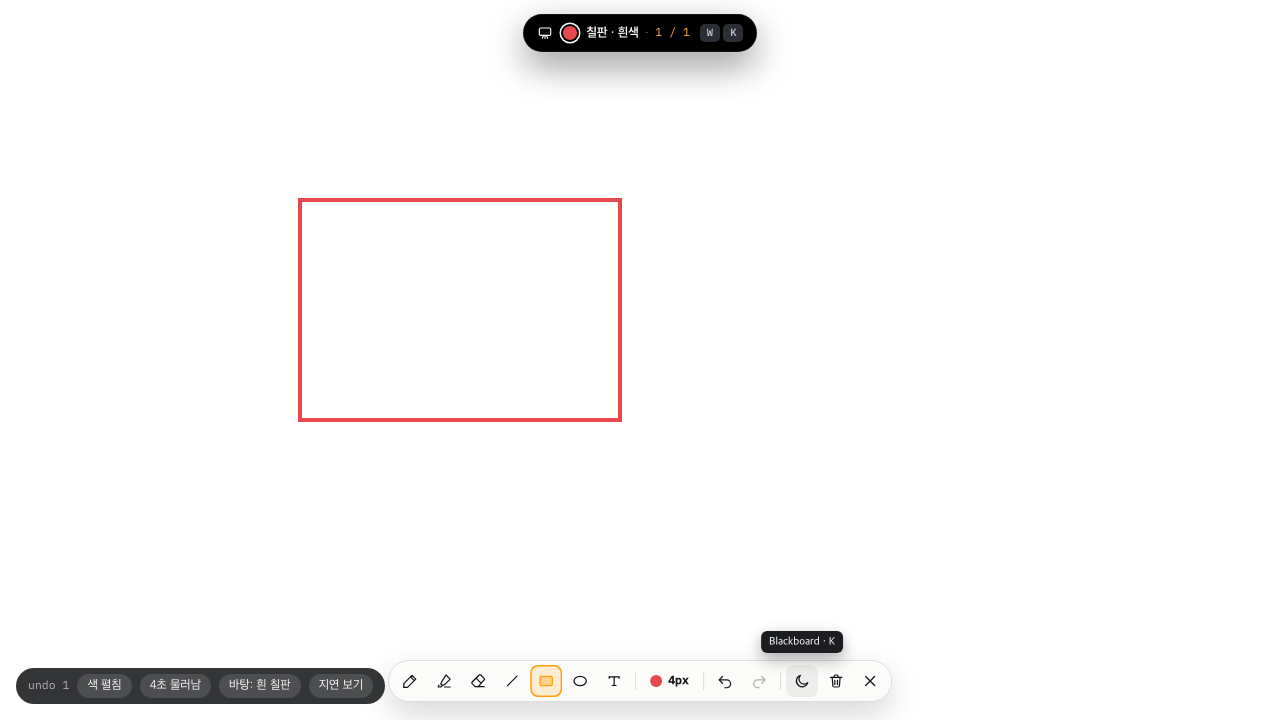 칠판 · 흰색 · 1 / 1 W K
Blackboard · K
undo 1 색 펼침 4초 물러남 바탕: 흰 칠판 지연 보기
T 4px